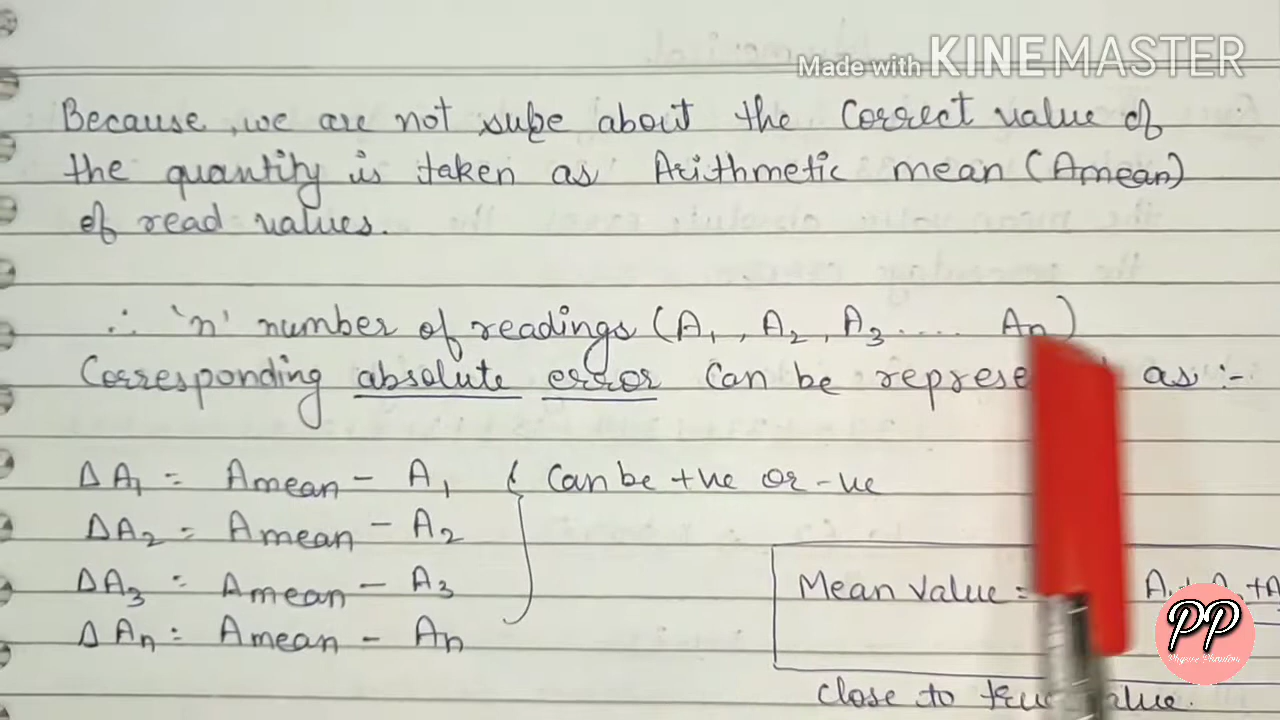 Made with KINEMASTER
Because, we are not sure about the Correct value of
the quantity is taken as Arithmetic mean (Amean)
of read values.
∴ 'n' number of readings (A₁, A₂, A₃ .... An)
Corresponding absolute error Can be as :-
ΔA₁ = Amean - A₁ { Can be +ve or -ve
ΔA₂ = Amean - A₂
ΔA₃ = Amean - A₃
ΔAn = Amean - An
Mean Value =
PP
close to